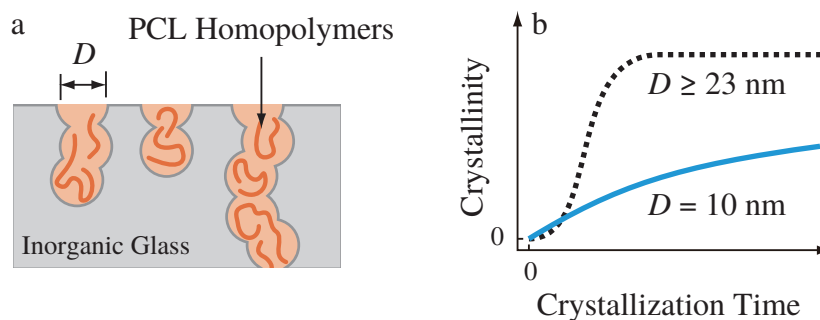 a
PCL Homopolymers
D
Inorganic Glass
b
Crystallinity
D ≥ 23 nm
D = 10 nm
0
0
Crystallization Time